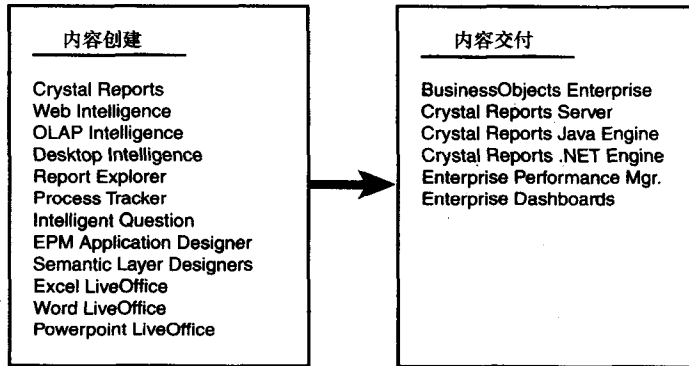 内容创建
Crystal Reports
Web Intelligence
OLAP Intelligence
Desktop Intelligence
Report Explorer
Process Tracker
Intelligent Question
EPM Application Designer
Semantic Layer Designers
Excel LiveOffice
Word LiveOffice
Powerpoint LiveOffice
内容交付
BusinessObjects Enterprise
Crystal Reports Server
Crystal Reports Java Engine
Crystal Reports .NET Engine
Enterprise Performance Mgr.
Enterprise Dashboards